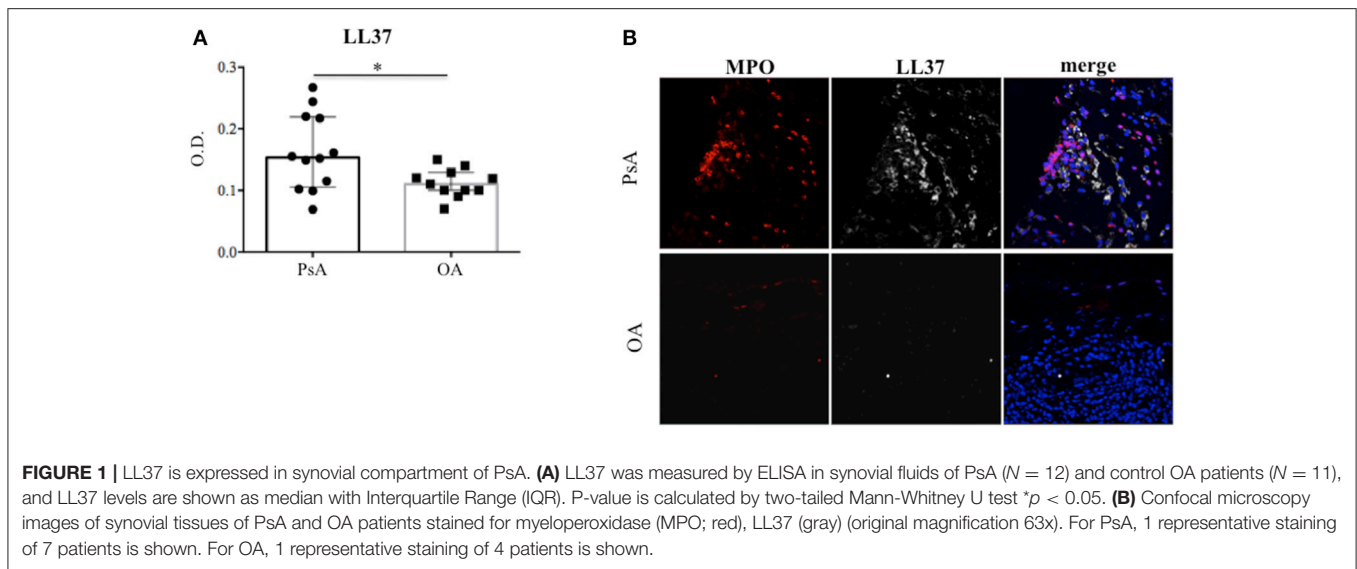 A
LL37
*
0.3
0.2
0.1
0.0
O.D.
PsA
OA
B
MPO LL37 merge
PsA
OA
FIGURE 1 | LL37 is expressed in synovial compartment of PsA. (A) LL37 was measured by ELISA in synovial fluids of PsA (N = 12) and control OA patients (N = 11),
and LL37 levels are shown as median with Interquartile Range (IQR). P-value is calculated by two-tailed Mann-Whitney U test *p < 0.05. (B) Confocal microscopy
images of synovial tissues of PsA and OA patients stained for myeloperoxidase (MPO; red), LL37 (gray) (original magnification 63x). For PsA, 1 representative staining
of 7 patients is shown. For OA, 1 representative staining of 4 patients is shown.